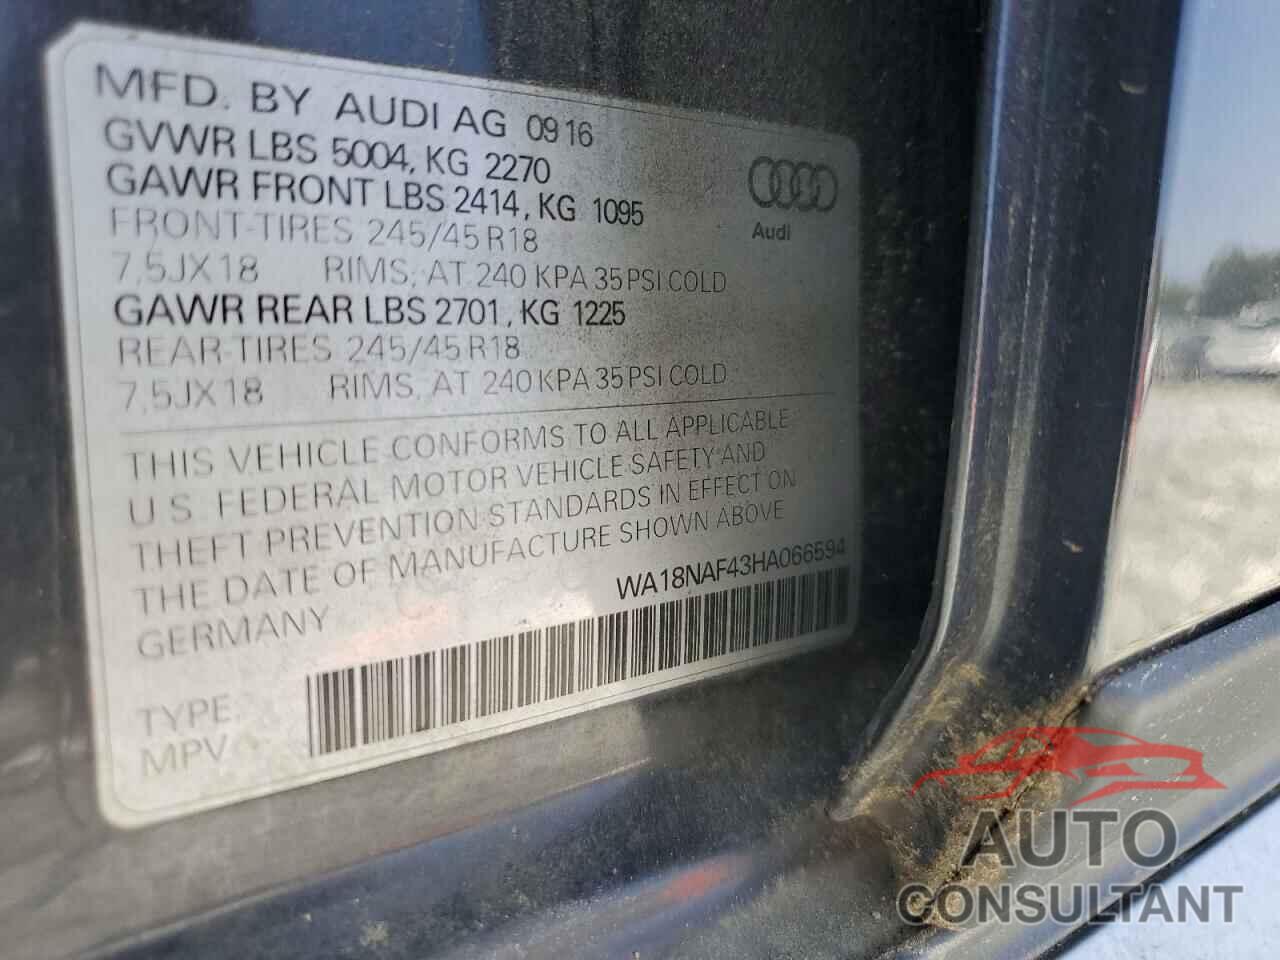 MFD. BY AUDI AG 0916
GVWR LBS 5004, KG 2270
GAWR FRONT LBS 2414, KG 1095
FRONT-TIRES 245/45 R18
7,5JX18 RIMS, AT 240 KPA 35 PSI COLD
GAWR REAR LBS 2701, KG 1225
REAR-TIRES 245/45 R18
7,5JX18 RIMS, AT 240 KPA 35 PSI COLD
Audi
THIS VEHICLE CONFORMS TO ALL APPLICABLE
U.S. FEDERAL MOTOR VEHICLE SAFETY AND
THEFT PREVENTION STANDARDS IN EFFECT ON
THE DATE OF MANUFACTURE SHOWN ABOVE
GERMANY
WA18NAF43HA066594
TYPE:
MPV
AUTO
CONSULTANT